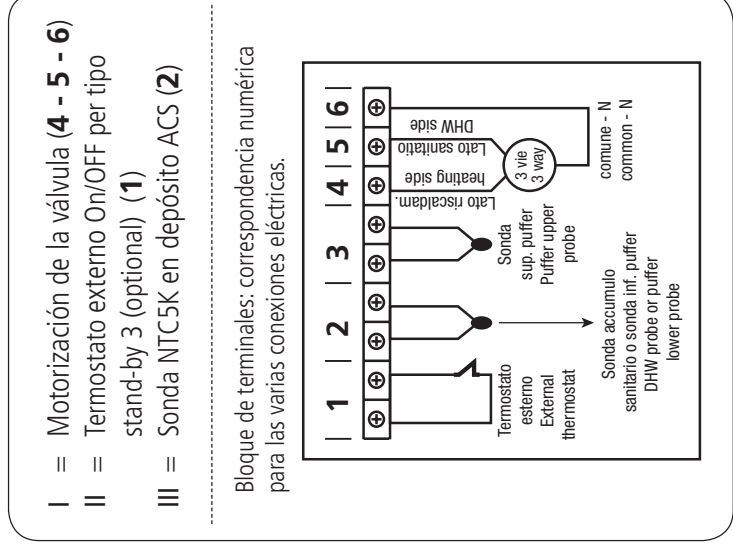 I = Motorización de la válvula (4 - 5 - 6)
II = Termostato externo On/OFF per tipo
stand-by 3 (optional) (1)
III = Sonda NTC5K en depósito ACS (2)
Bloque de terminales: correspondencia numérica
para las varias conexiones eléctricas.
| 1 | 2 | 3 | 4 | 5 | 6 |
Termostato
esterno
External
thermostat
Sonda accumulo
sanitario o sonda inf. puffer
DHW probe or puffer
lower probe
Sonda
sup. puffer
Puffer upper
probe
Lato riscaldam.
heating side
Lato sanitatio
DHW side
3 vie
3 way
comune - N
common - N